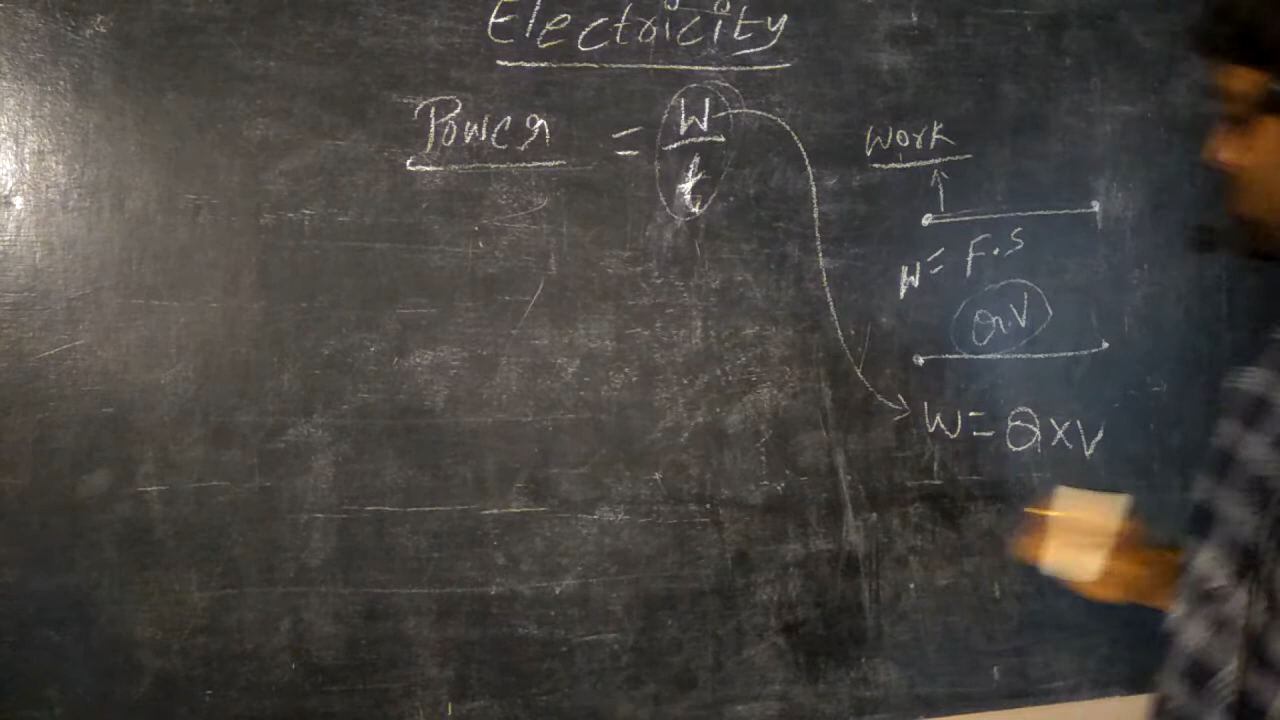 Electricity
Power = W/t
Work
W = F.S
Q.V
W = Q×V